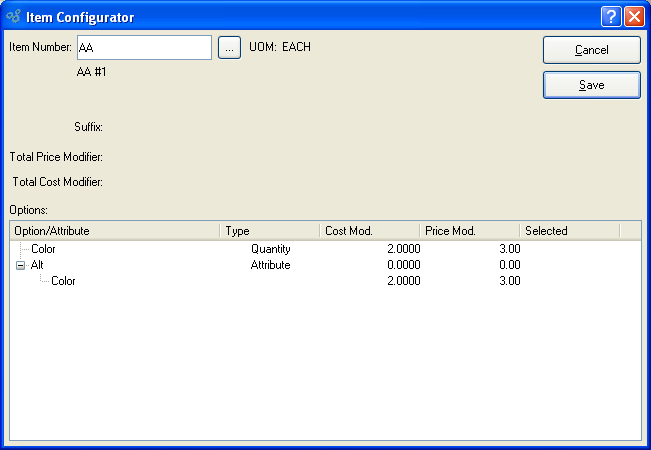 Item Configurator
Item Number: AA ... UOM: EACH Cancel
AA #1 Save
Suffix:
Total Price Modifier:
Total Cost Modifier:
Options:
Option/Attribute Type Cost Mod. Price Mod. Selected
Color Quantity 2.0000 3.00
Alt Attribute 0.0000 0.00
Color 2.0000 3.00